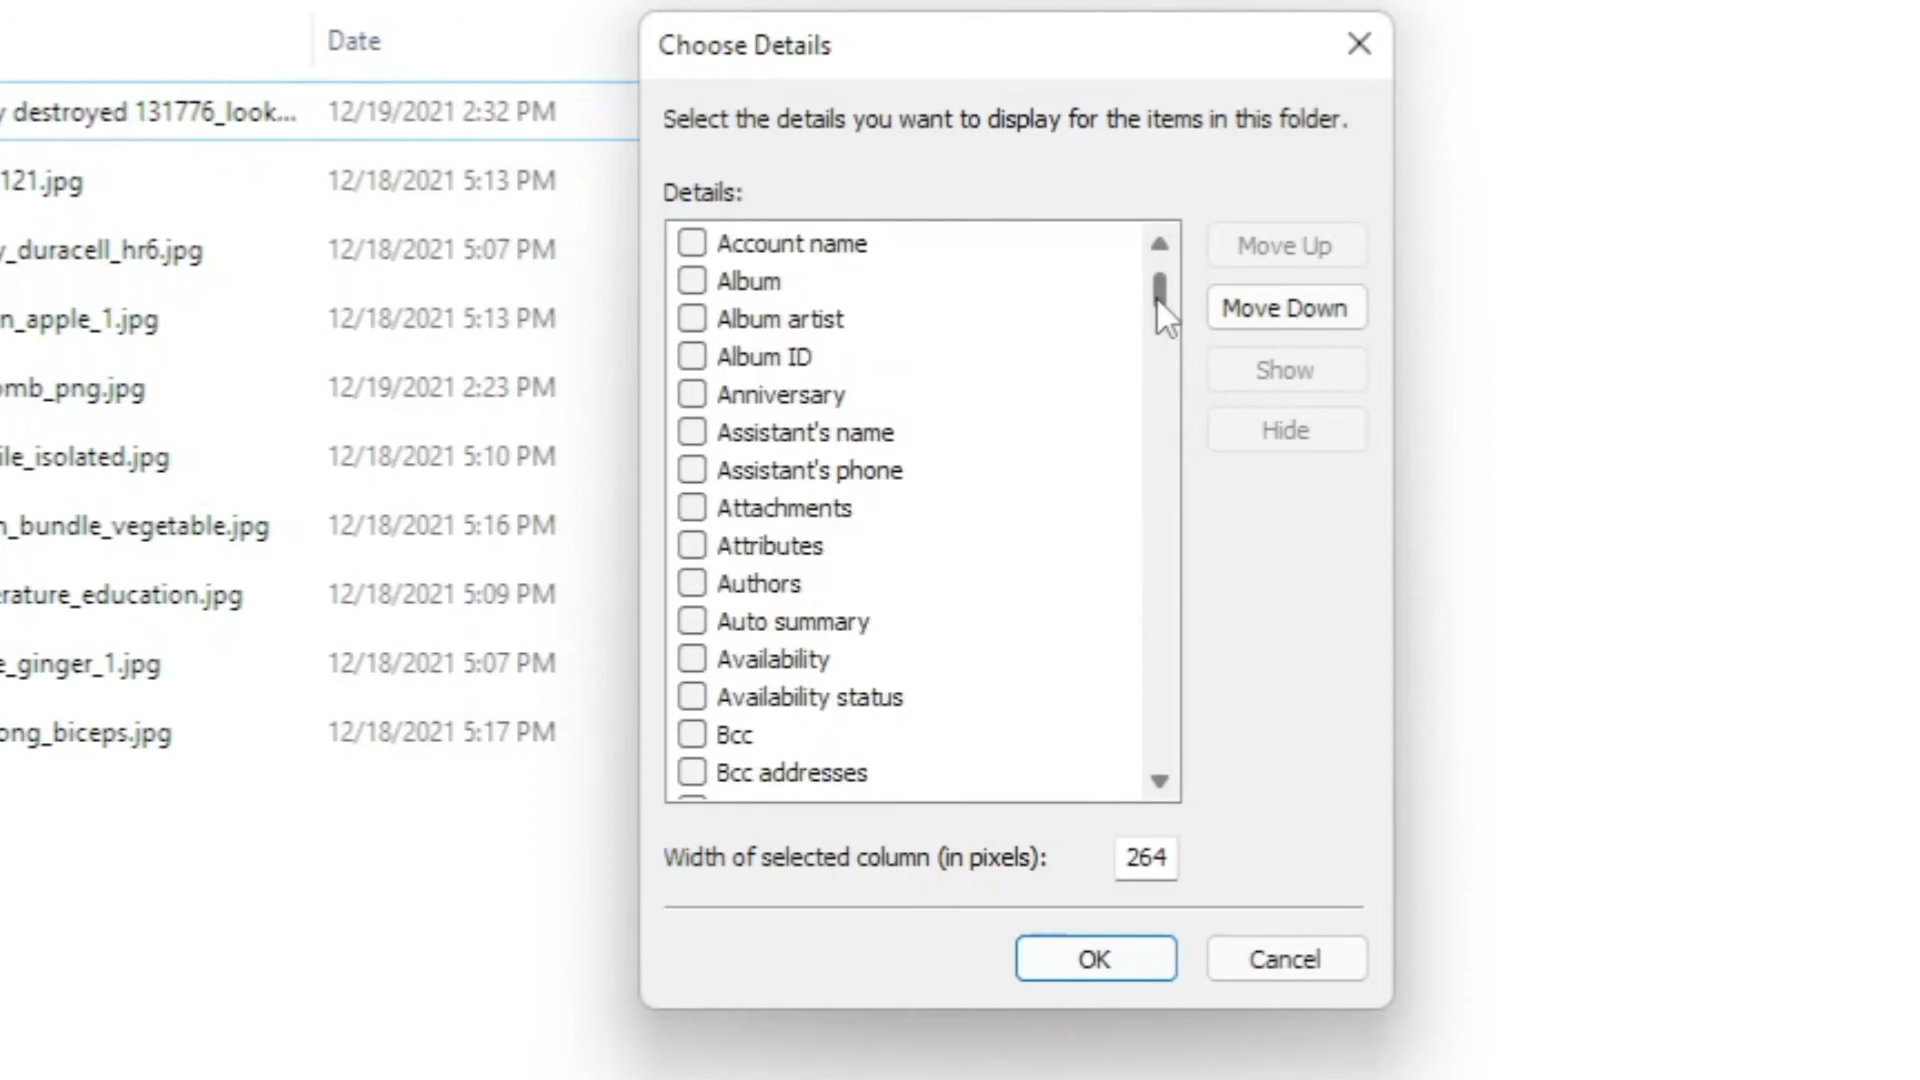 Date
y destroyed 131776_look... 12/19/2021 2:32 PM
121.jpg 12/18/2021 5:13 PM
y_duracell_hr6.jpg 12/18/2021 5:07 PM
n_apple_1.jpg 12/18/2021 5:13 PM
omb_png.jpg 12/19/2021 2:23 PM
ile_isolated.jpg 12/18/2021 5:10 PM
n_bundle_vegetable.jpg 12/18/2021 5:16 PM
erature_education.jpg 12/18/2021 5:09 PM
e_ginger_1.jpg 12/18/2021 5:07 PM
ong_biceps.jpg 12/18/2021 5:17 PM
Choose Details
Select the details you want to display for the items in this folder.
Details:
Account name
Album
Album artist
Album ID
Anniversary
Assistant's name
Assistant's phone
Attachments
Attributes
Authors
Auto summary
Availability
Availability status
Bcc
Bcc addresses
Move Up
Move Down
Show
Hide
Width of selected column (in pixels): 264
OK Cancel